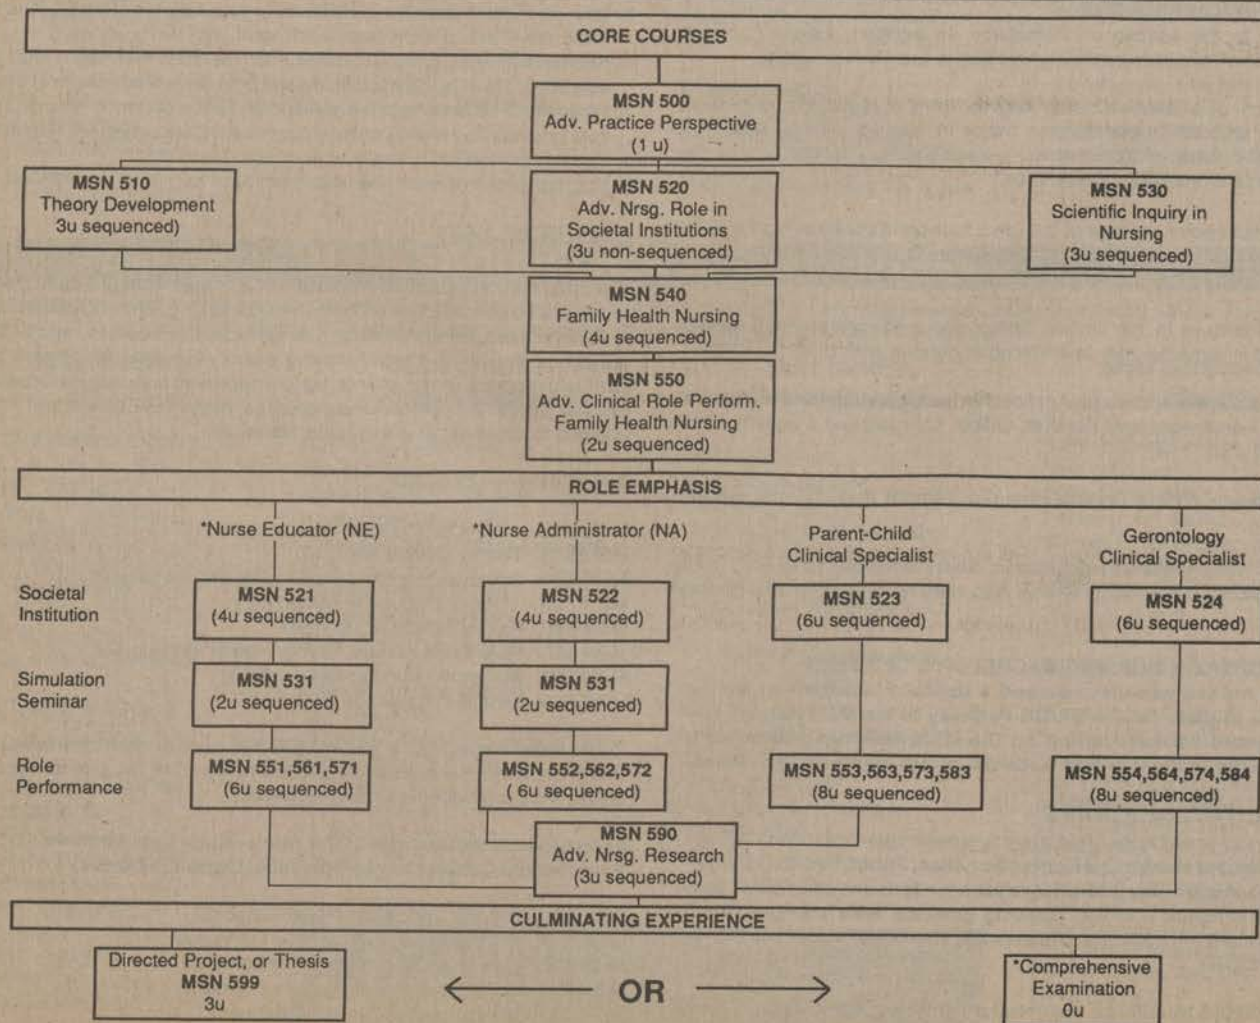 CORE COURSES
MSN 500
Adv. Practice Perspective
(1 u)
MSN 510
Theory Development
3u sequenced)
MSN 520
Adv. Nrsg. Role in
Societal Institutions
(3u non-sequenced)
MSN 530
Scientific Inquiry in
Nursing
(3u sequenced)
MSN 540
Family Health Nursing
(4u sequenced)
MSN 550
Adv. Clinical Role Perform.
Family Health Nursing
(2u sequenced)
ROLE EMPHASIS
*Nurse Educator (NE)
*Nurse Administrator (NA)
Parent-Child
Clinical Specialist
Gerontology
Clinical Specialist
Societal
Institution
MSN 521
(4u sequenced)
MSN 522
(4u sequenced)
MSN 523
(6u sequenced)
MSN 524
(6u sequenced)
Simulation
Seminar
MSN 531
(2u sequenced)
MSN 531
(2u sequenced)
Role
Performance
MSN 551,561,571
(6u sequenced)
MSN 552,562,572
( 6u sequenced)
MSN 553,563,573,583
(8u sequenced)
MSN 554,564,574,584
(8u sequenced)
MSN 590
Adv. Nrsg. Research
(3u sequenced)
CULMINATING EXPERIENCE
Directed Project, or Thesis
MSN 599
3u
OR
*Comprehensive
Examination
0u